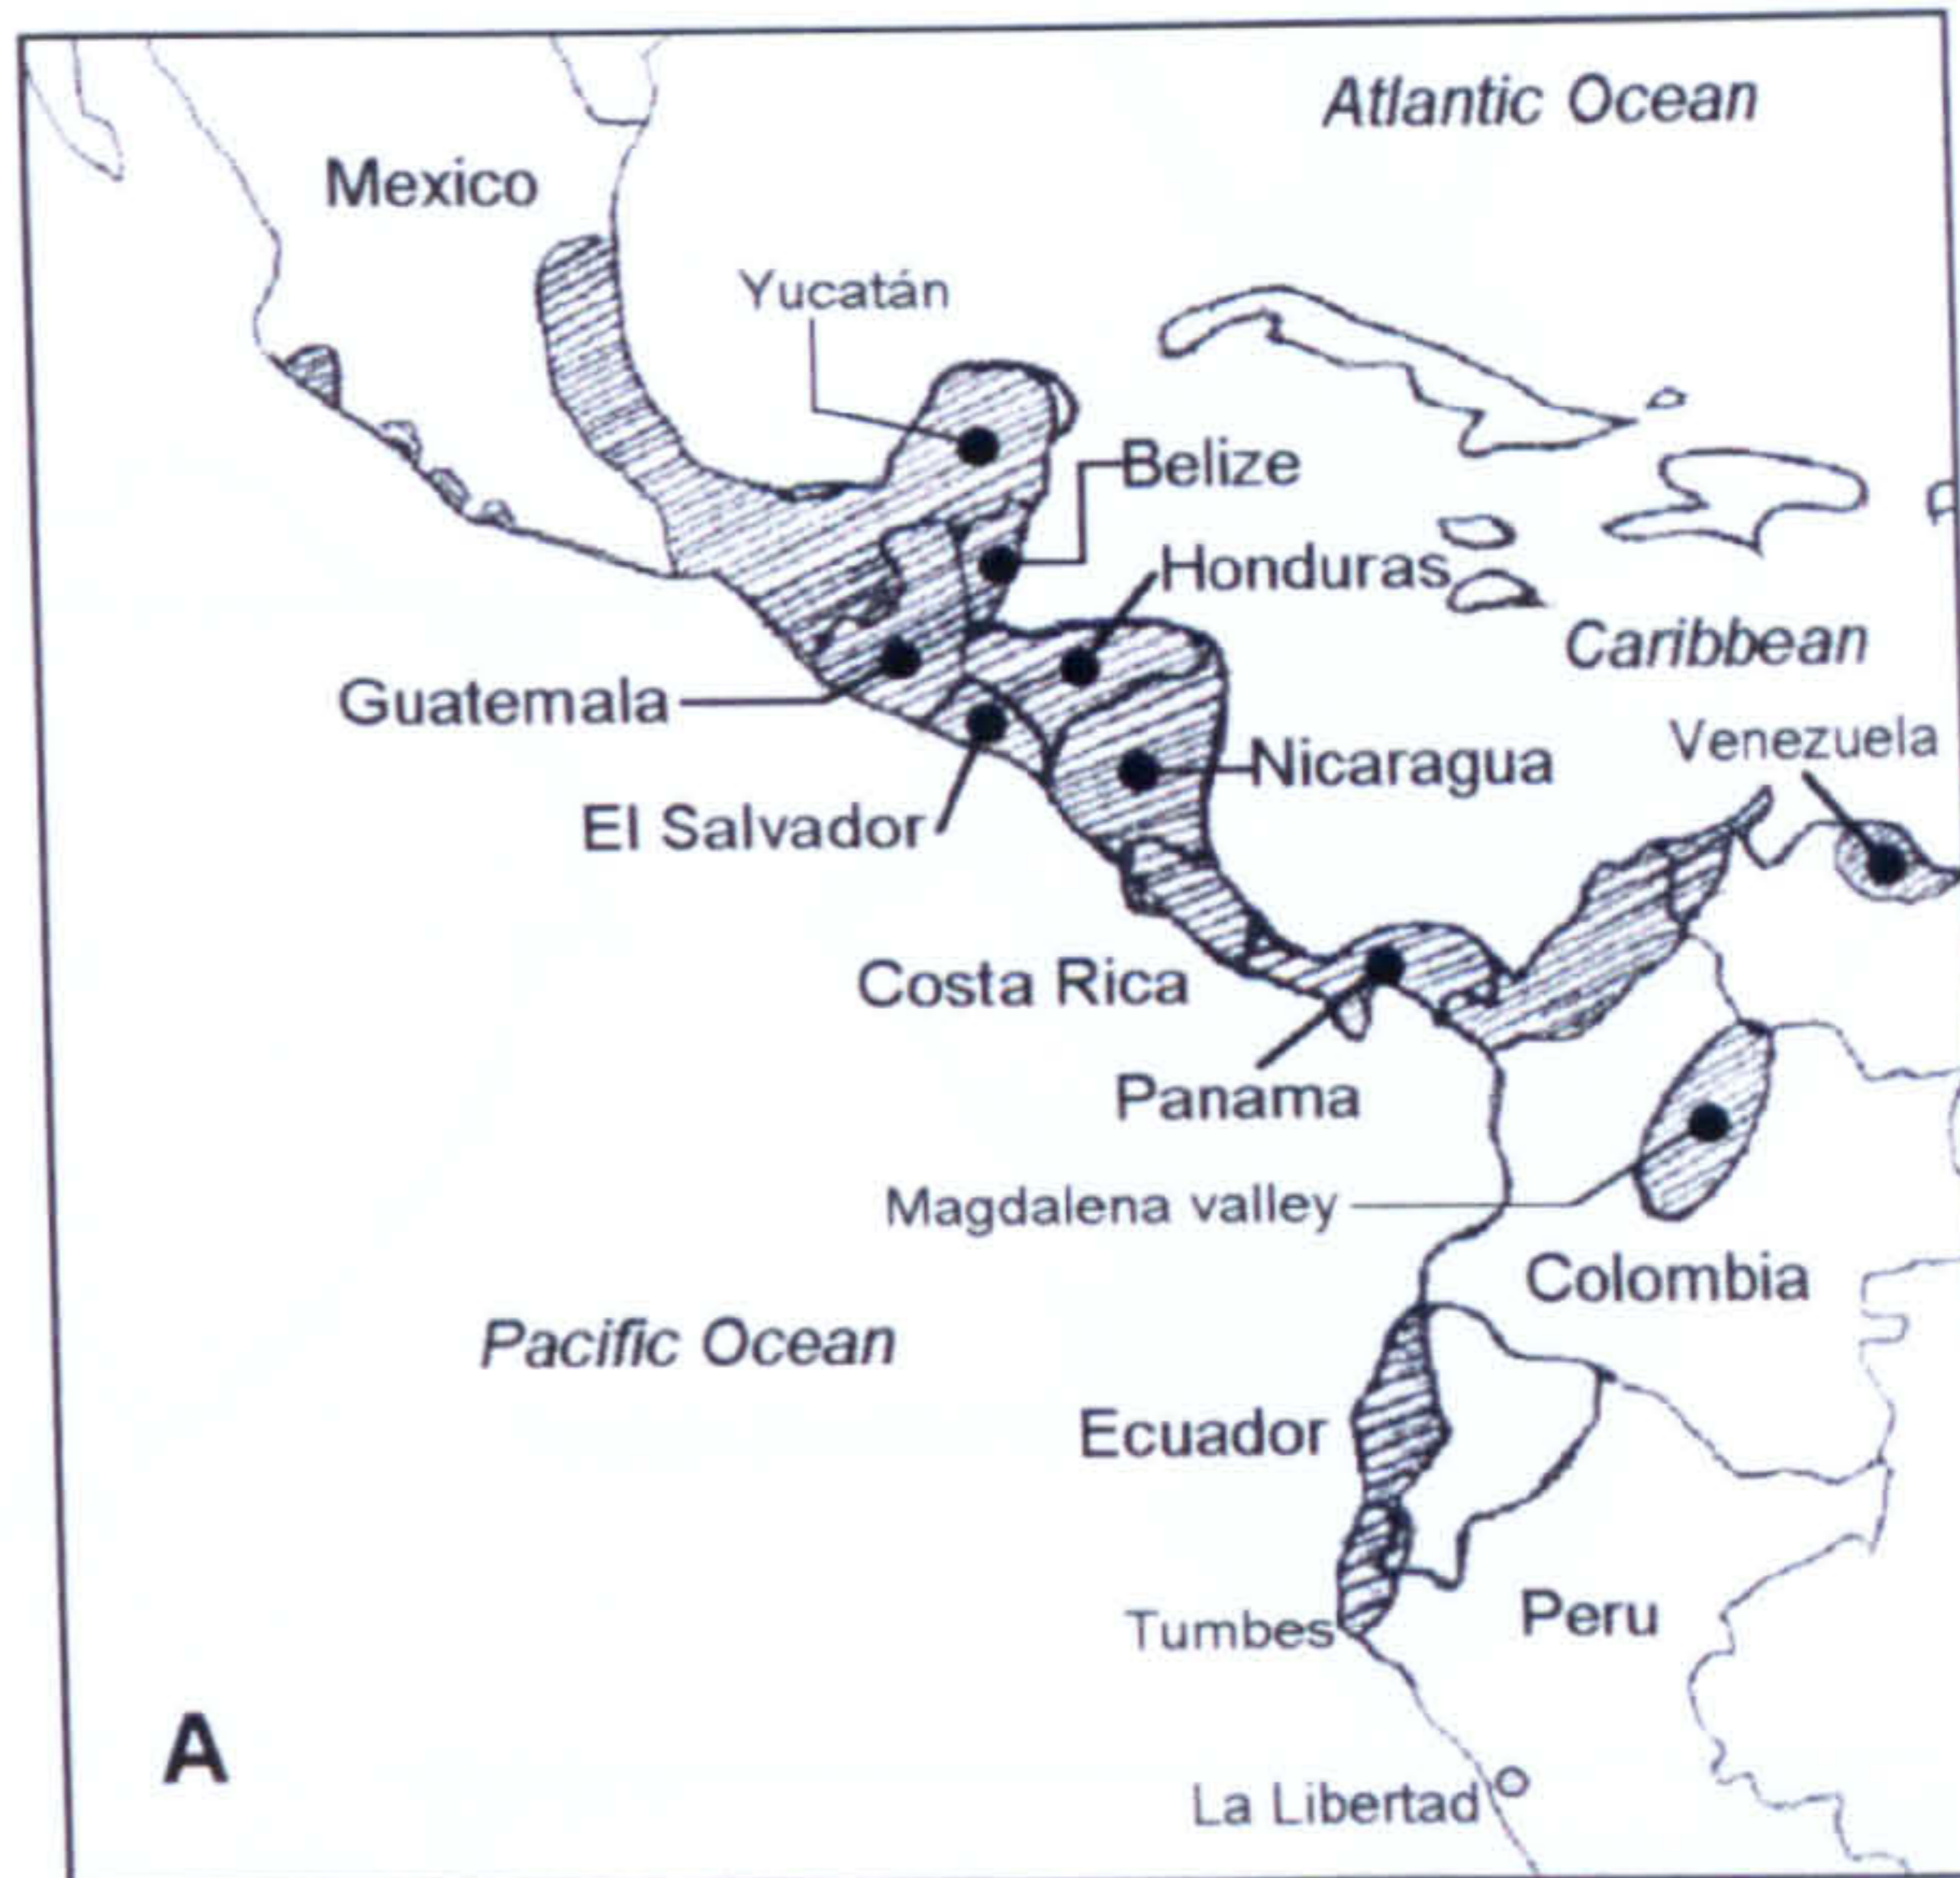 Atlantic Ocean
Mexico
Yucatán
Belize
Honduras
Caribbean
Guatemala
Venezuela
Nicaragua
El Salvador
Costa Rica
Panama
Magdalena valley
Colombia
Pacific Ocean
Ecuador
Peru
Tumbes
A
La Libertad